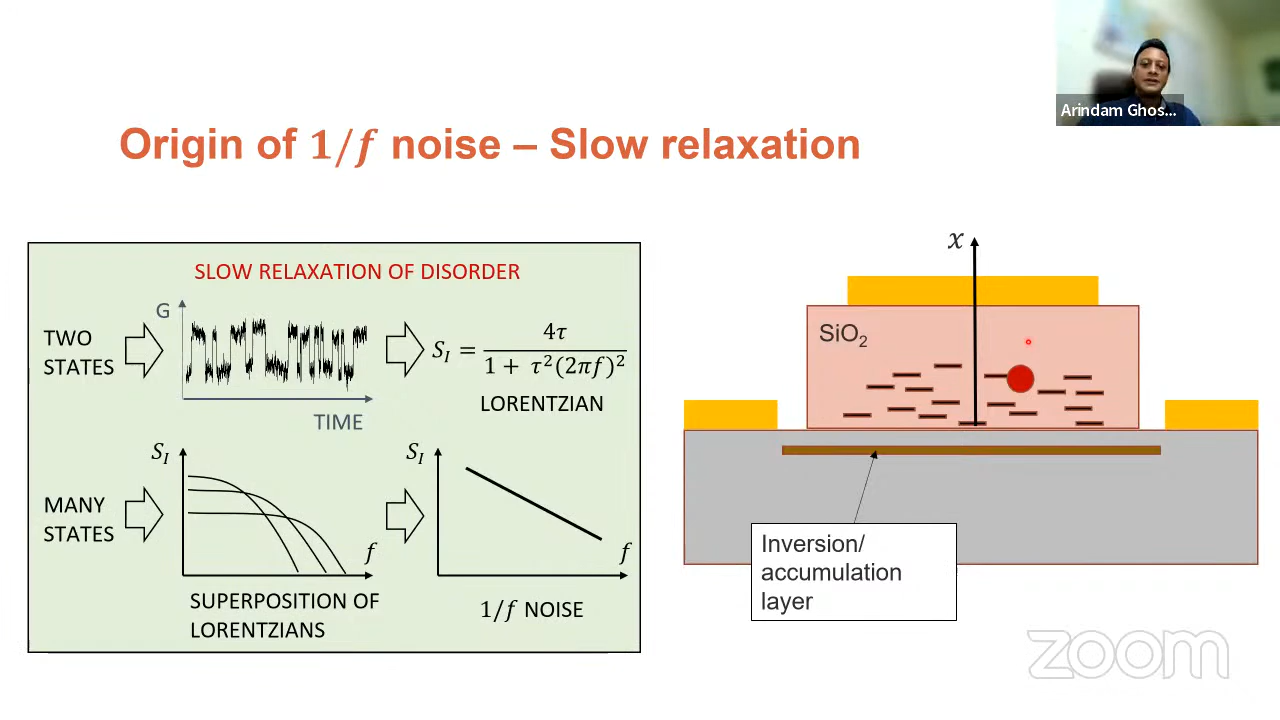 Arindam Ghos...
Origin of 1/f noise – Slow relaxation
SLOW RELAXATION OF DISORDER
TWO
STATES
G
TIME
S_I = 4τ / 1 + τ²(2πf)²
LORENTZIAN
MANY
STATES
S_I
f
SUPERPOSITION OF
LORENTZIANS
S_I
f
1/f NOISE
x
SiO₂
Inversion/
accumulation
layer
zoom